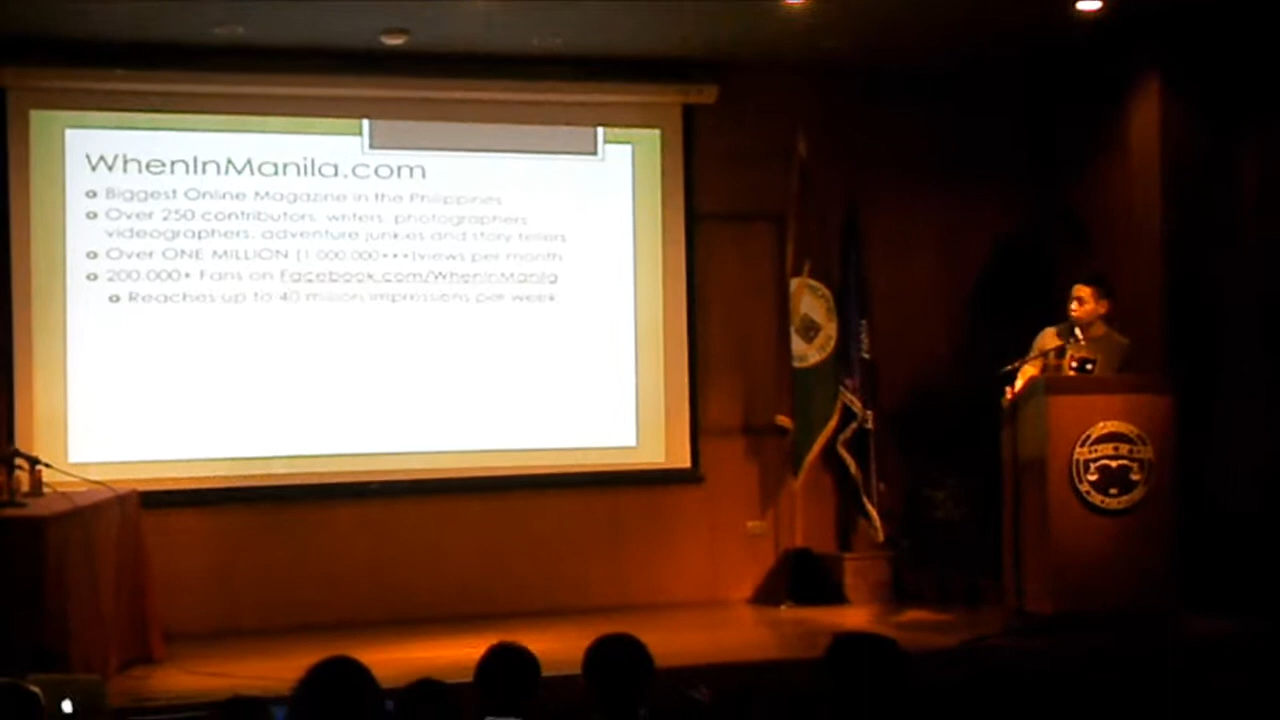 WhenInManila.com
Biggest Online Magazine in the Philippines
Over 250 contributors, writers, photographers
videographers, adventure junkies and story tellers
Over ONE MILLION (1,000,000+++)views per month
200,000+ Fans on Facebook.com/WhenInManila
Reaches up to 40 million impressions per week